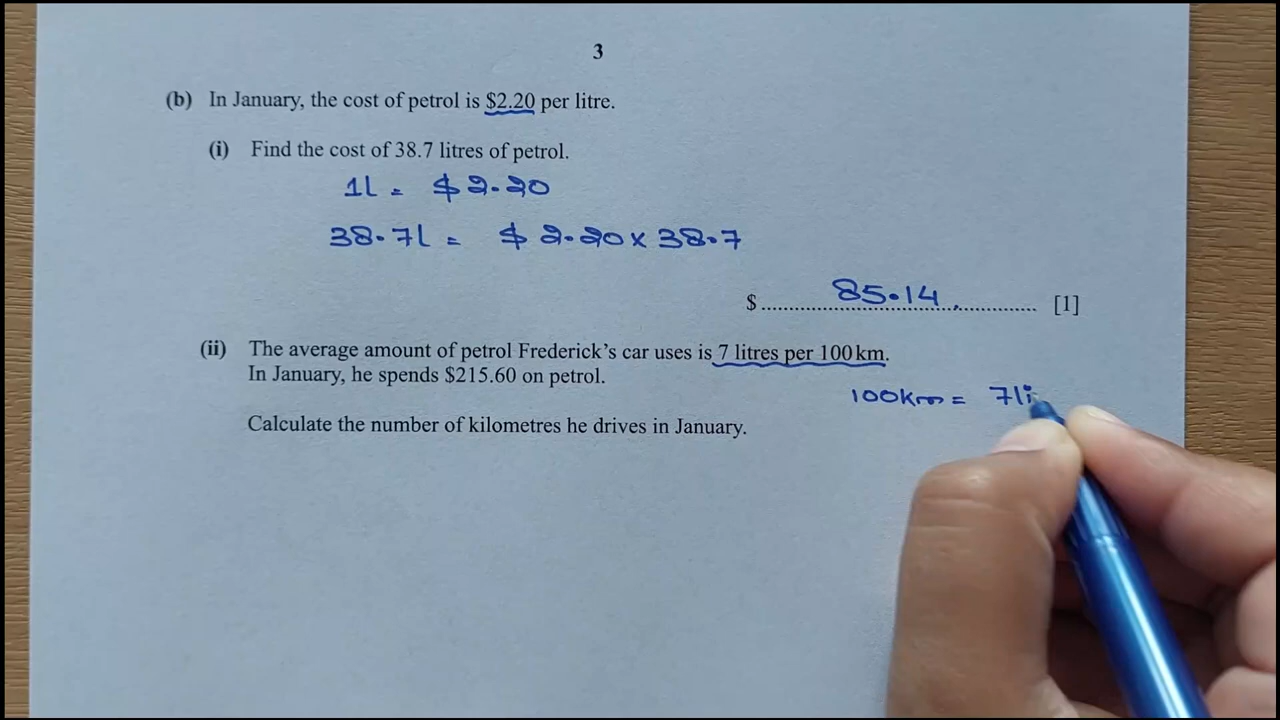 3
(b) In January, the cost of petrol is $2.20 per litre.
(i) Find the cost of 38.7 litres of petrol.
1l = $2.20
38.7l = $ 2.20 x 38.7
$ ........ 85.14 ........ [1]
(ii) The average amount of petrol Frederick's car uses is 7 litres per 100 km.
In January, he spends $215.60 on petrol.
100km = 7li
Calculate the number of kilometres he drives in January.